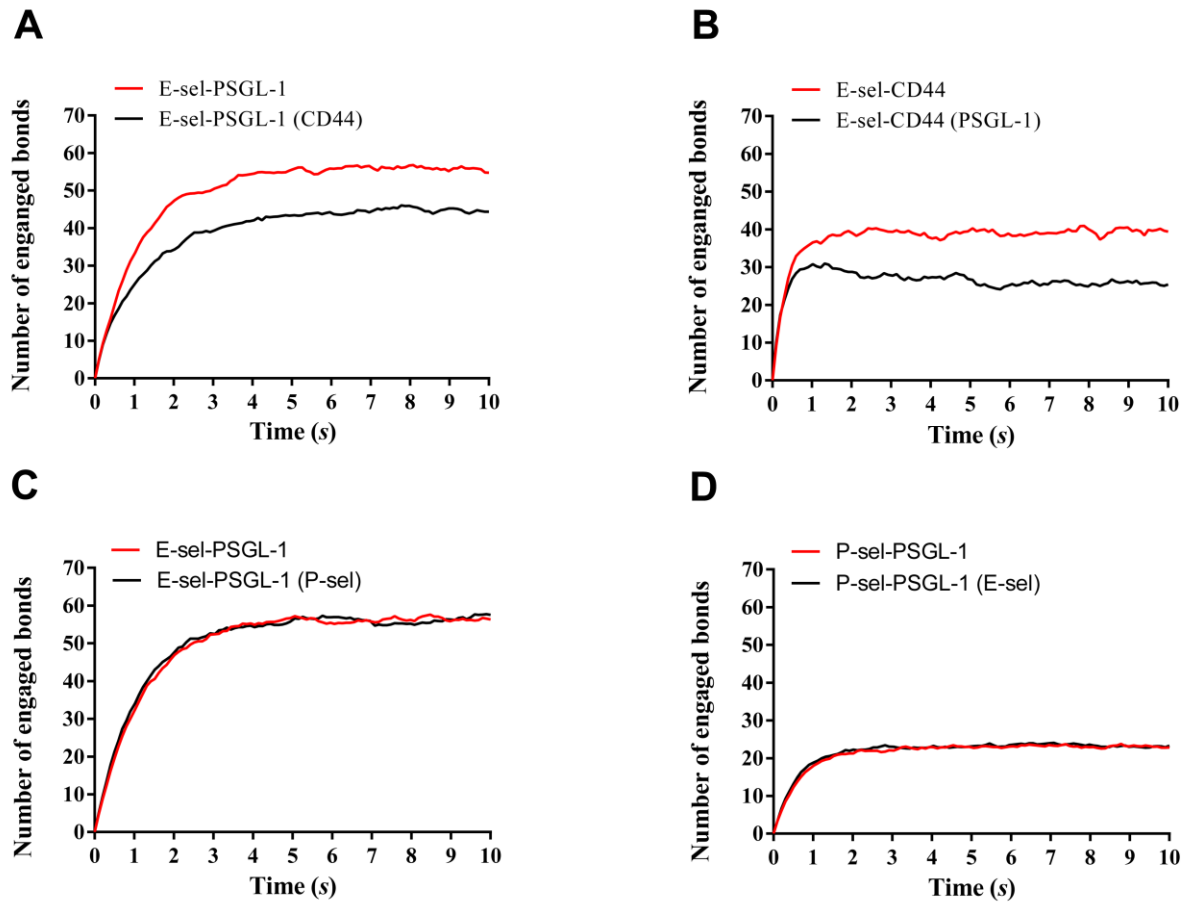 A
E-sel-PSGL-1
E-sel-PSGL-1 (CD44)
Number of enganged bonds
70
60
50
40
30
20
10
0
0 1 2 3 4 5 6 7 8 9 10
Time (s)
B
E-sel-CD44
E-sel-CD44 (PSGL-1)
Number of enganged bonds
70
60
50
40
30
20
10
0
0 1 2 3 4 5 6 7 8 9 10
Time (s)
C
E-sel-PSGL-1
E-sel-PSGL-1 (P-sel)
Number of engaged bonds
70
60
50
40
30
20
10
0
0 1 2 3 4 5 6 7 8 9 10
Time (s)
D
P-sel-PSGL-1
P-sel-PSGL-1 (E-sel)
Number of engaged bonds
70
60
50
40
30
20
10
0
0 1 2 3 4 5 6 7 8 9 10
Time (s)